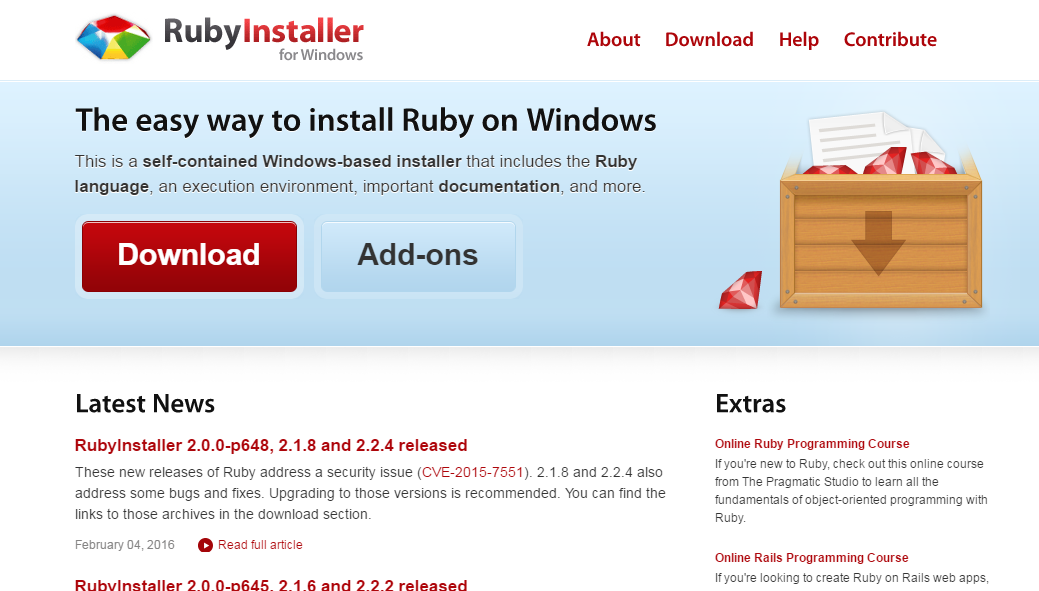 RubyInstaller
for Windows
About Download Help Contribute
The easy way to install Ruby on Windows
This is a self-contained Windows-based installer that includes the Ruby
language, an execution environment, important documentation, and more.
Download Add-ons
Latest News
RubyInstaller 2.0.0-p648, 2.1.8 and 2.2.4 released
These new releases of Ruby address a security issue (CVE-2015-7551). 2.1.8 and 2.2.4 also
address some bugs and fixes. Upgrading to those versions is recommended. You can find the
links to those archives in the download section.
February 04, 2016 Read full article
RubyInstaller 2.0.0-p645, 2.1.6 and 2.2.2 released
Extras
Online Ruby Programming Course
If you're new to Ruby, check out this online course
from The Pragmatic Studio to learn all the
fundamentals of object-oriented programming with
Ruby.
Online Rails Programming Course
If you're looking to create Ruby on Rails web apps,